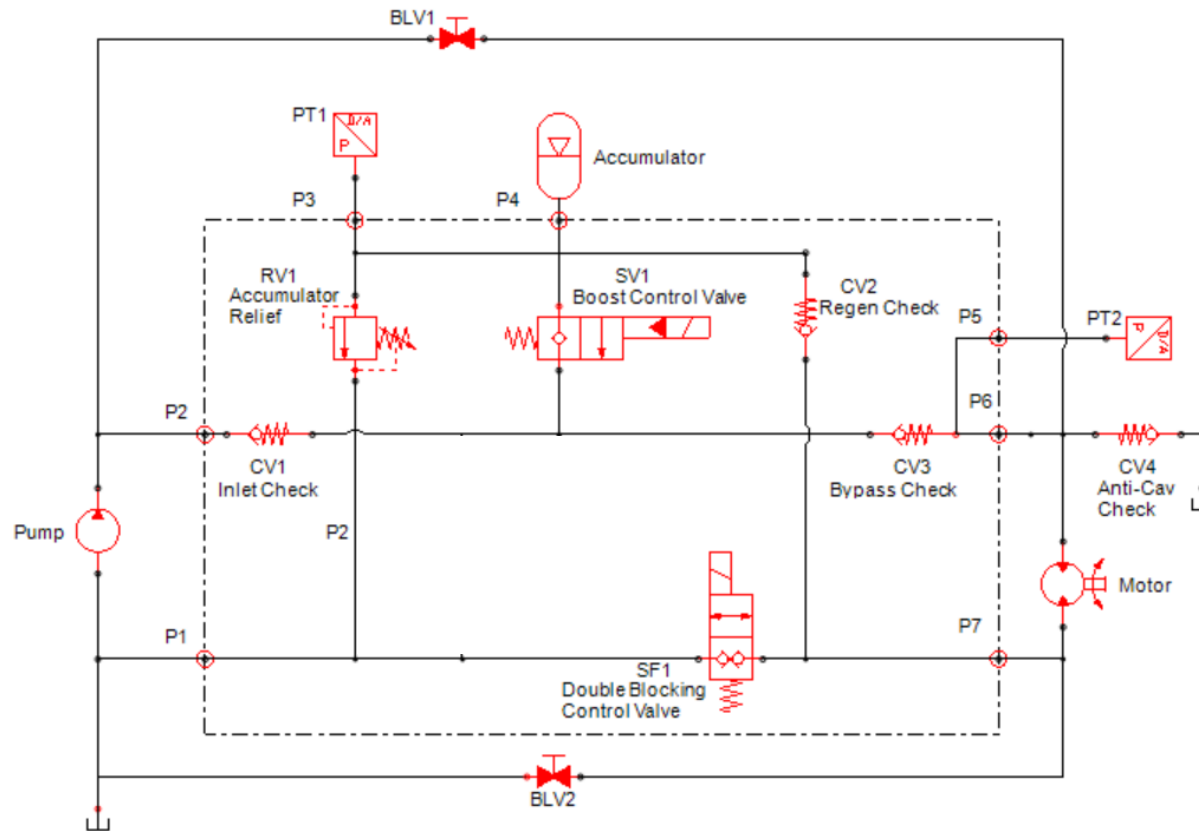 BLV1
PT1
D/A
P
Accumulator
P3
P4
RV1
Accumulator
Relief
SV1
Boost Control Valve
CV2
Regen Check
P5
PT2
P
D/A
P2
P6
CV1
Inlet Check
CV3
Bypass Check
CV4
Anti-Cav
Check
Pump
P2
Motor
P1
P7
SF1
Double Blocking
Control Valve
BLV2